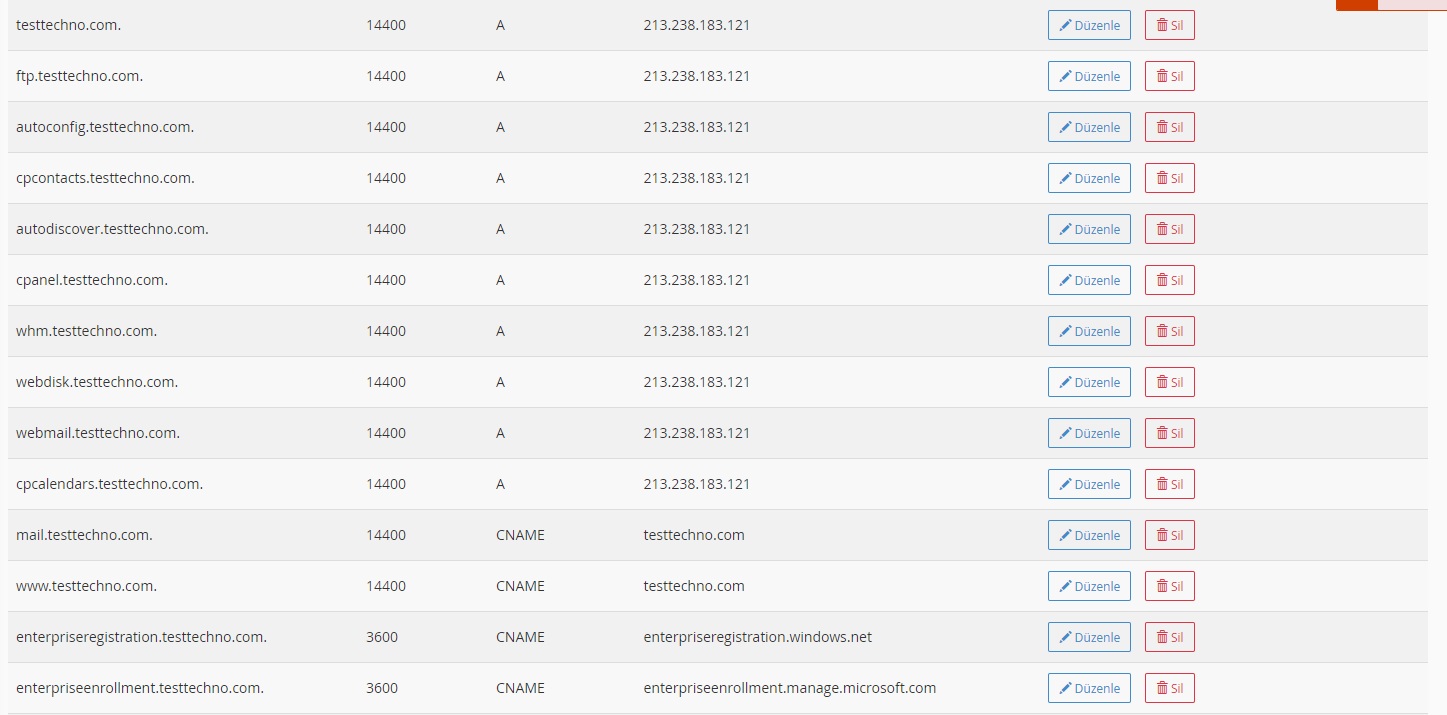 testtechno.com. 14400 A 213.238.183.121 Düzenle Sil
ftp.testtechno.com. 14400 A 213.238.183.121 Düzenle Sil
autoconfig.testtechno.com. 14400 A 213.238.183.121 Düzenle Sil
cpcontacts.testtechno.com. 14400 A 213.238.183.121 Düzenle Sil
autodiscover.testtechno.com. 14400 A 213.238.183.121 Düzenle Sil
cpanel.testtechno.com. 14400 A 213.238.183.121 Düzenle Sil
whm.testtechno.com. 14400 A 213.238.183.121 Düzenle Sil
webdisk.testtechno.com. 14400 A 213.238.183.121 Düzenle Sil
webmail.testtechno.com. 14400 A 213.238.183.121 Düzenle Sil
cpcalendars.testtechno.com. 14400 A 213.238.183.121 Düzenle Sil
mail.testtechno.com. 14400 CNAME testtechno.com Düzenle Sil
www.testtechno.com. 14400 CNAME testtechno.com Düzenle Sil
enterpriseregistration.testtechno.com. 3600 CNAME enterpriseregistration.windows.net Düzenle Sil
enterpriseenrollment.testtechno.com. 3600 CNAME enterpriseenrollment.manage.microsoft.com Düzenle Sil